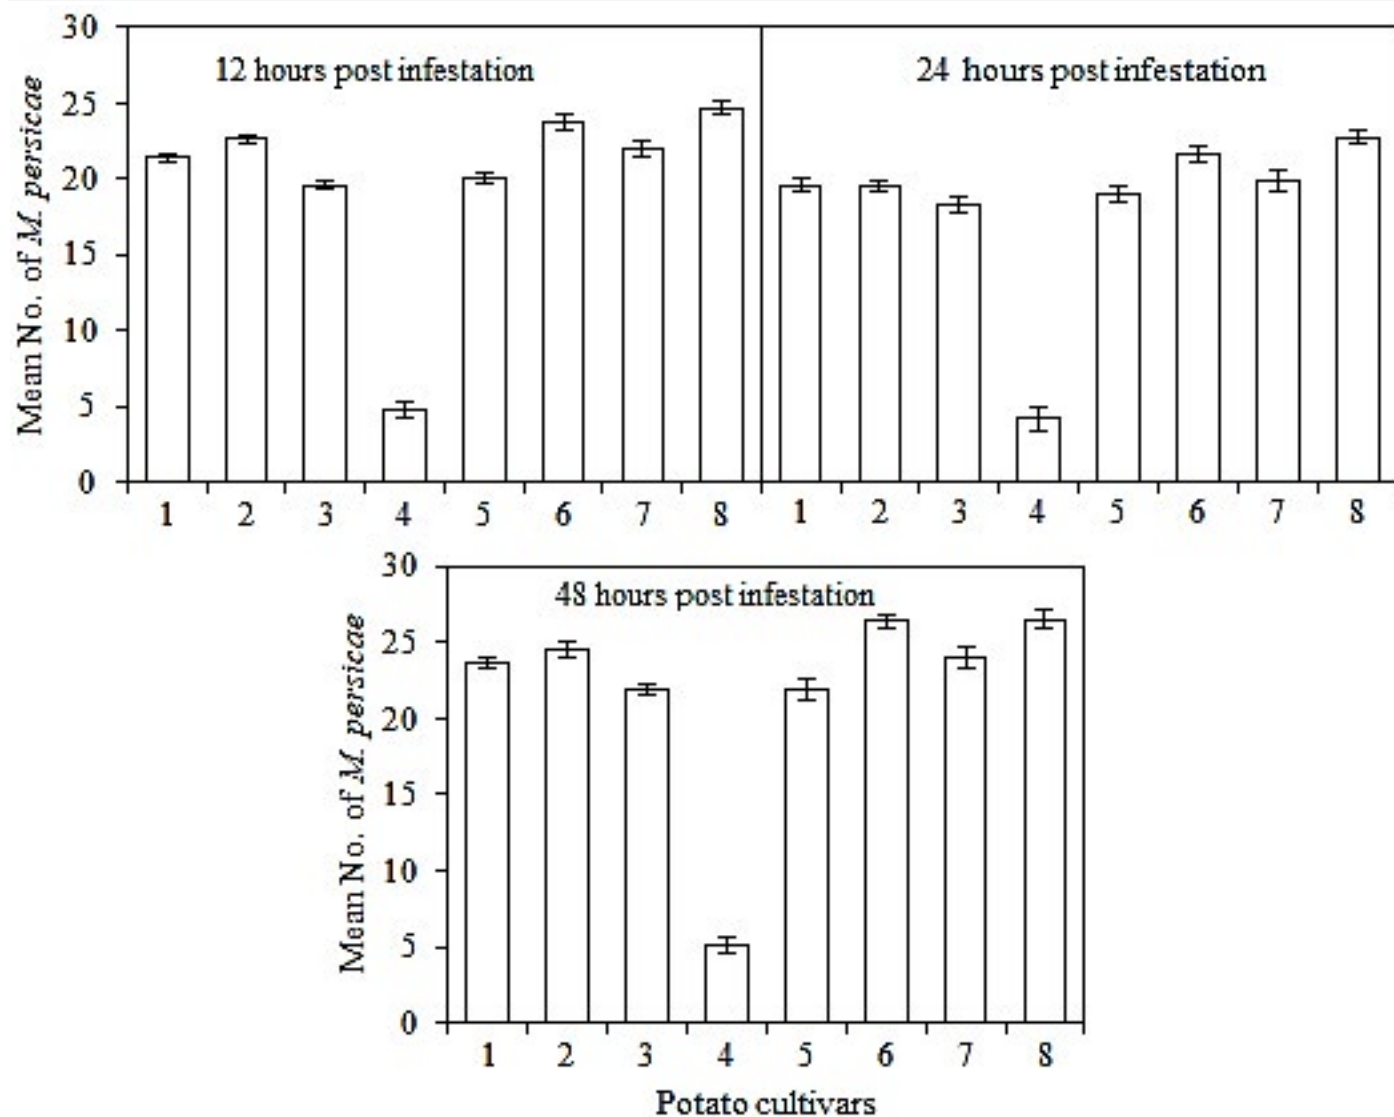 12 hours post infestation
24 hours post infestation
Mean No. of M. persicae
30
25
20
15
10
5
0
1 2 3 4 5 6 7 8 1 2 3 4 5 6 7 8
48 hours post infestation
Mean No. of M. persicae
30
25
20
15
10
5
0
1 2 3 4 5 6 7 8
Potato cultivars